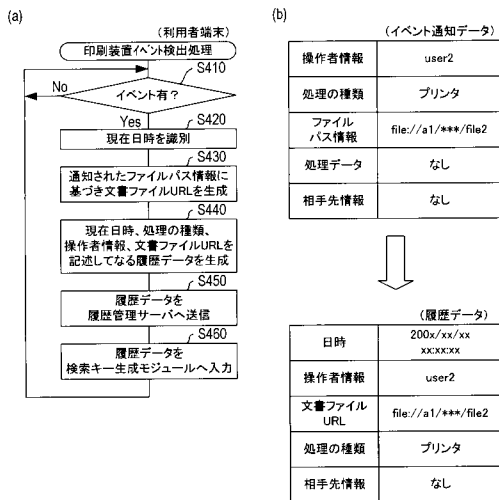 (a)
(利用者端末)
印刷装置イベント検出処理
S410
No
イベント有？
Yes
S420
現在日時を識別
S430
通知されたファイルパス情報に
基づき文書ファイルURLを生成
S440
現在日時、処理の種類、
操作者情報、文書ファイルURLを
記述してなる履歴データを生成
S450
履歴データを
履歴管理サーバへ送信
S460
履歴データを
検索キー生成モジュールへ入力
(b)
(イベント通知データ)
操作者情報 user2
処理の種類 プリンタ
ファイル
パス情報 file://a1/***/file2
処理データ なし
相手先情報 なし
(履歴データ)
日時 200x/xx/xx
xx:xx:xx
操作者情報 user2
文書ファイル
URL file://a1/***/file2
処理の種類 プリンタ
相手先情報 なし